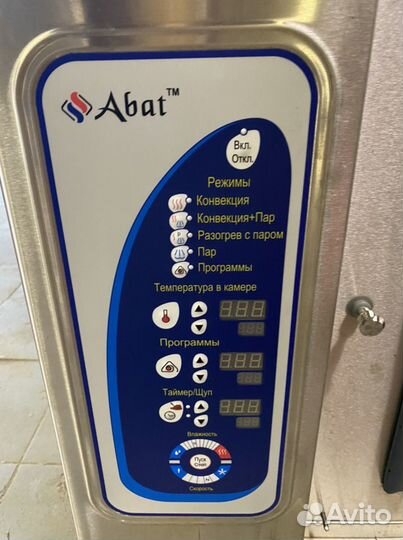 Abat™
Вкл.
Откл.
Режимы
Конвекция
Конвекция+Пар
Разогрев с паром
Пар
Программы
Температура в камере
Программы
Таймер/Щуп
Влажность
Пуск
Стоп
Скорость
Avito